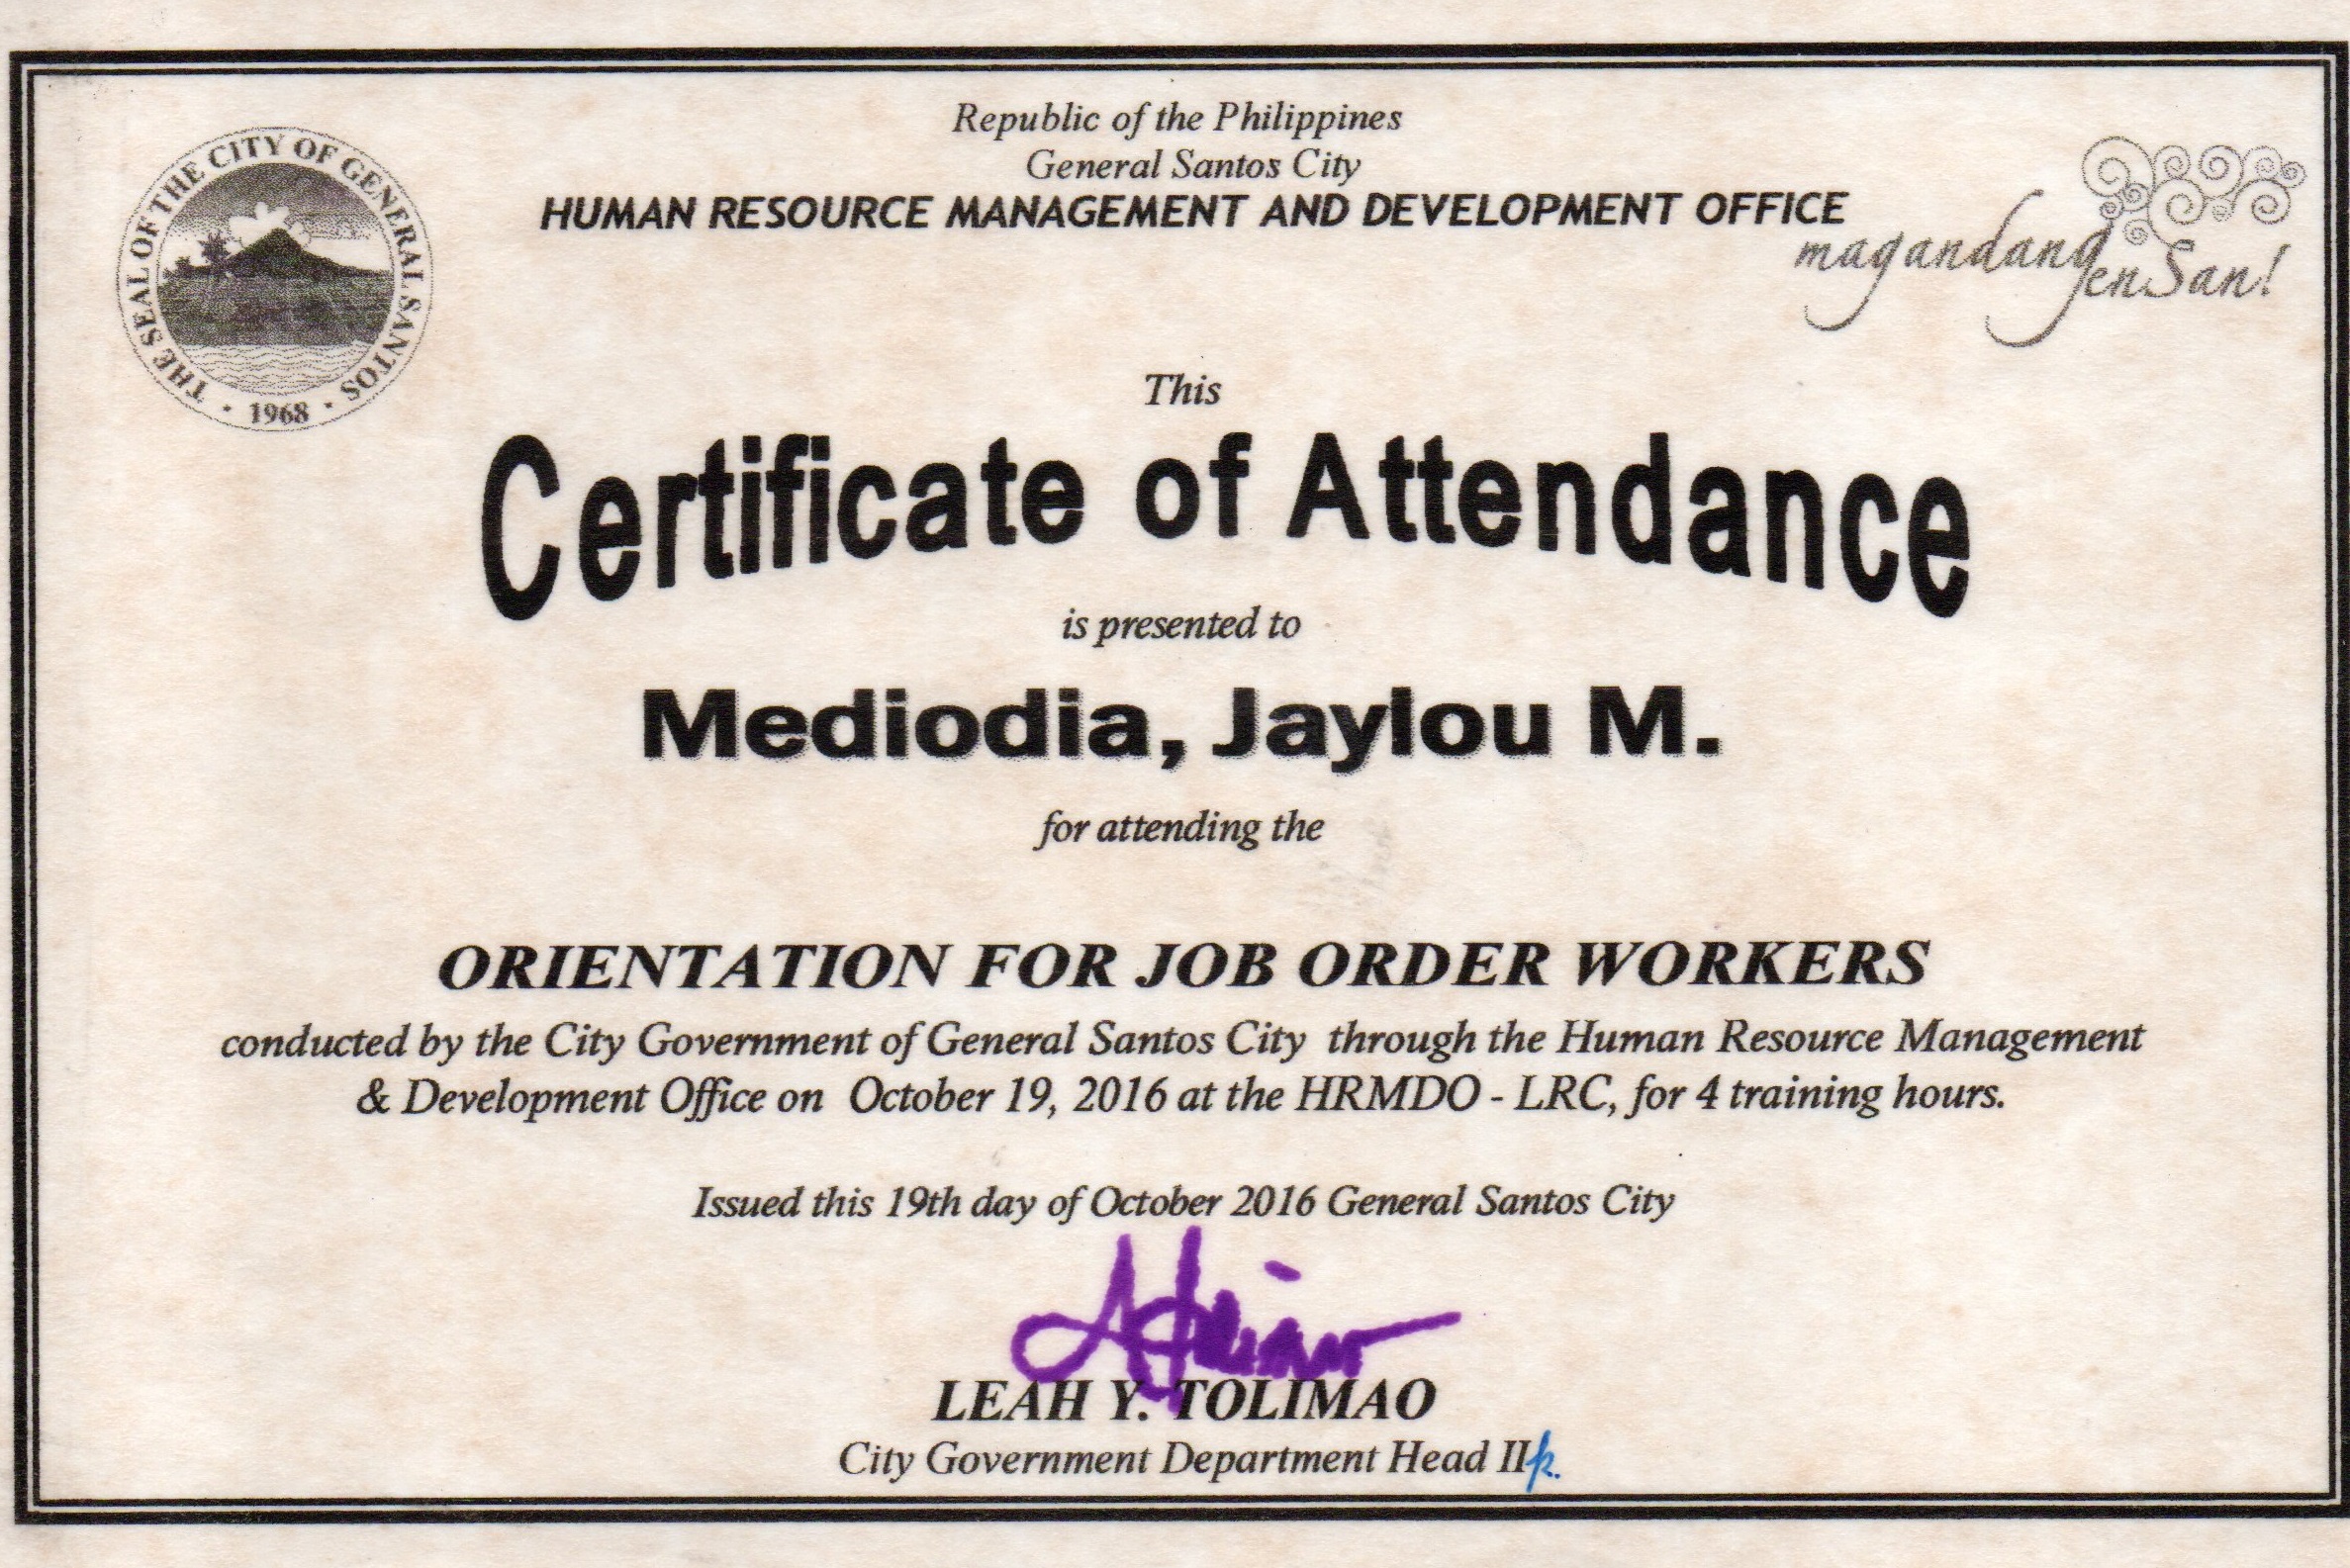 Republic of the Philippines
General Santos City
HUMAN RESOURCE MANAGEMENT AND DEVELOPMENT OFFICE
THE SEAL OF THE CITY OF GENERAL SANTOS
· 1968 ·
magandang
GenSan!
This
Certificate of Attendance
is presented to
Mediodia, Jaylou M.
for attending the
ORIENTATION FOR JOB ORDER WORKERS
conducted by the City Government of General Santos City through the Human Resource Management
& Development Office on October 19, 2016 at the HRMDO - LRC, for 4 training hours.
Issued this 19th day of October 2016 General Santos City
LEAH Y. TOLIMAO
City Government Department Head II